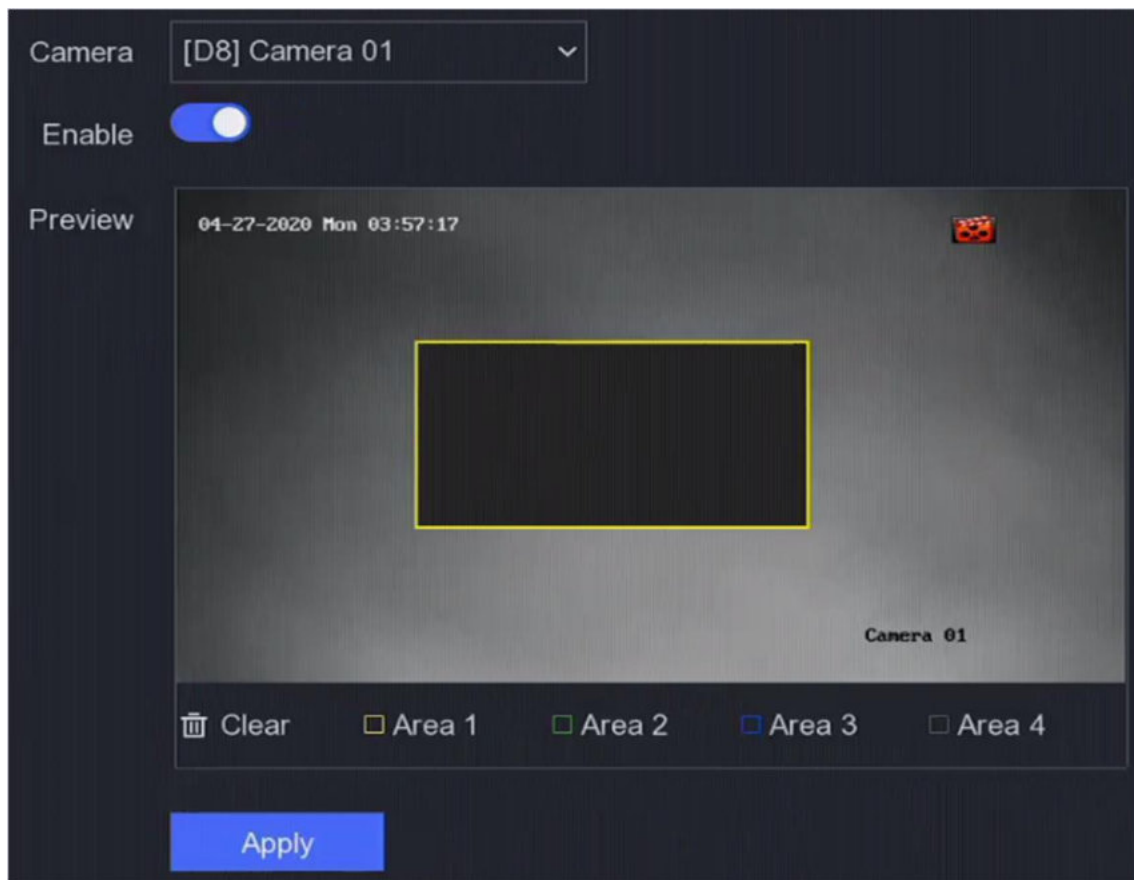 Camera [D8] Camera 01
Enable
Preview
04-27-2020 Mon 03:57:17
Camera 01
Clear Area 1 Area 2 Area 3 Area 4
Apply